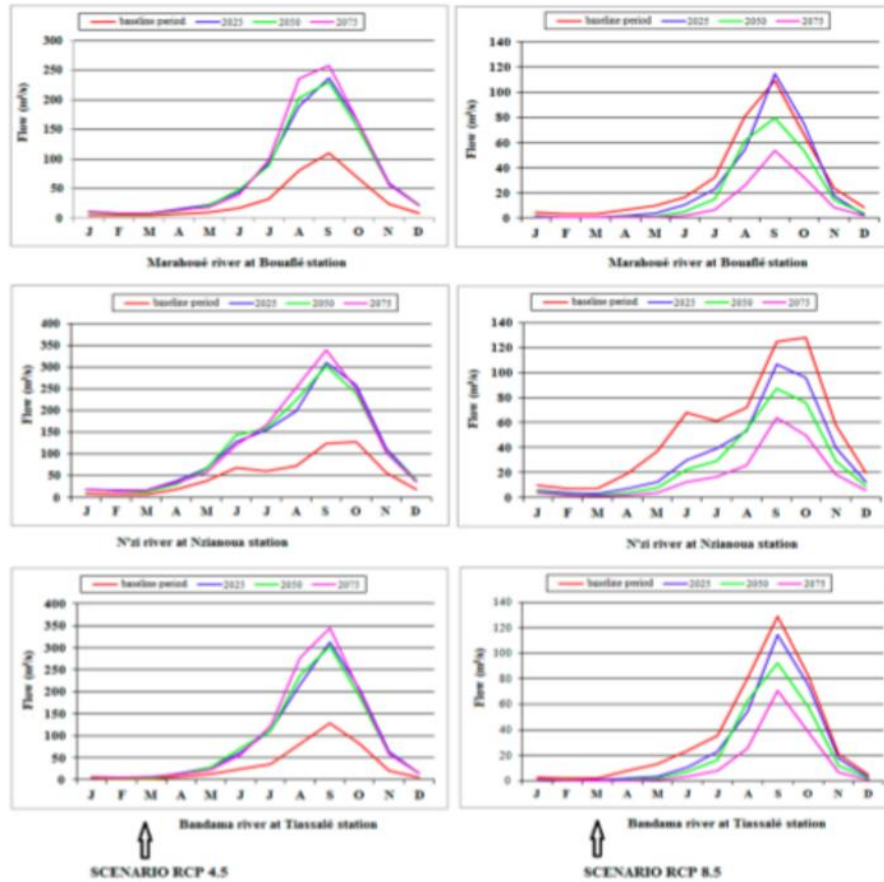 baseline period 2025 2050 2075
300
250
200
150
100
50
0
Flow (m³/s)
J F M A M J J A S O N D
Marahoué river at Bouaflé station
baseline period 2025 2050 2075
140
120
100
80
60
40
20
0
Flow (m³/s)
J F M A M J J A S O N D
Marahoué river at Bouaflé station
baseline period 2025 2050 2075
400
350
300
250
200
150
100
50
0
Flow (m³/s)
J F M A M J J A S O N D
N'zi river at Nzianoua station
baseline period 2025 2050 2075
140
120
100
80
60
40
20
0
Flow (m³/s)
J F M A M J J A S O N D
N'zi river at Nzianoua station
baseline period 2025 2050 2075
400
350
300
250
200
150
100
50
0
Flow (m³/s)
J F M A M J J A S O N D
Bandama river at Tiassalé station
baseline period 2025 2050 2075
140
120
100
80
60
40
20
0
Flow (m³/s)
J F M A M J J A S O N D
Bandama river at Tiassalé station
SCENARIO RCP 4.5
SCENARIO RCP 8.5